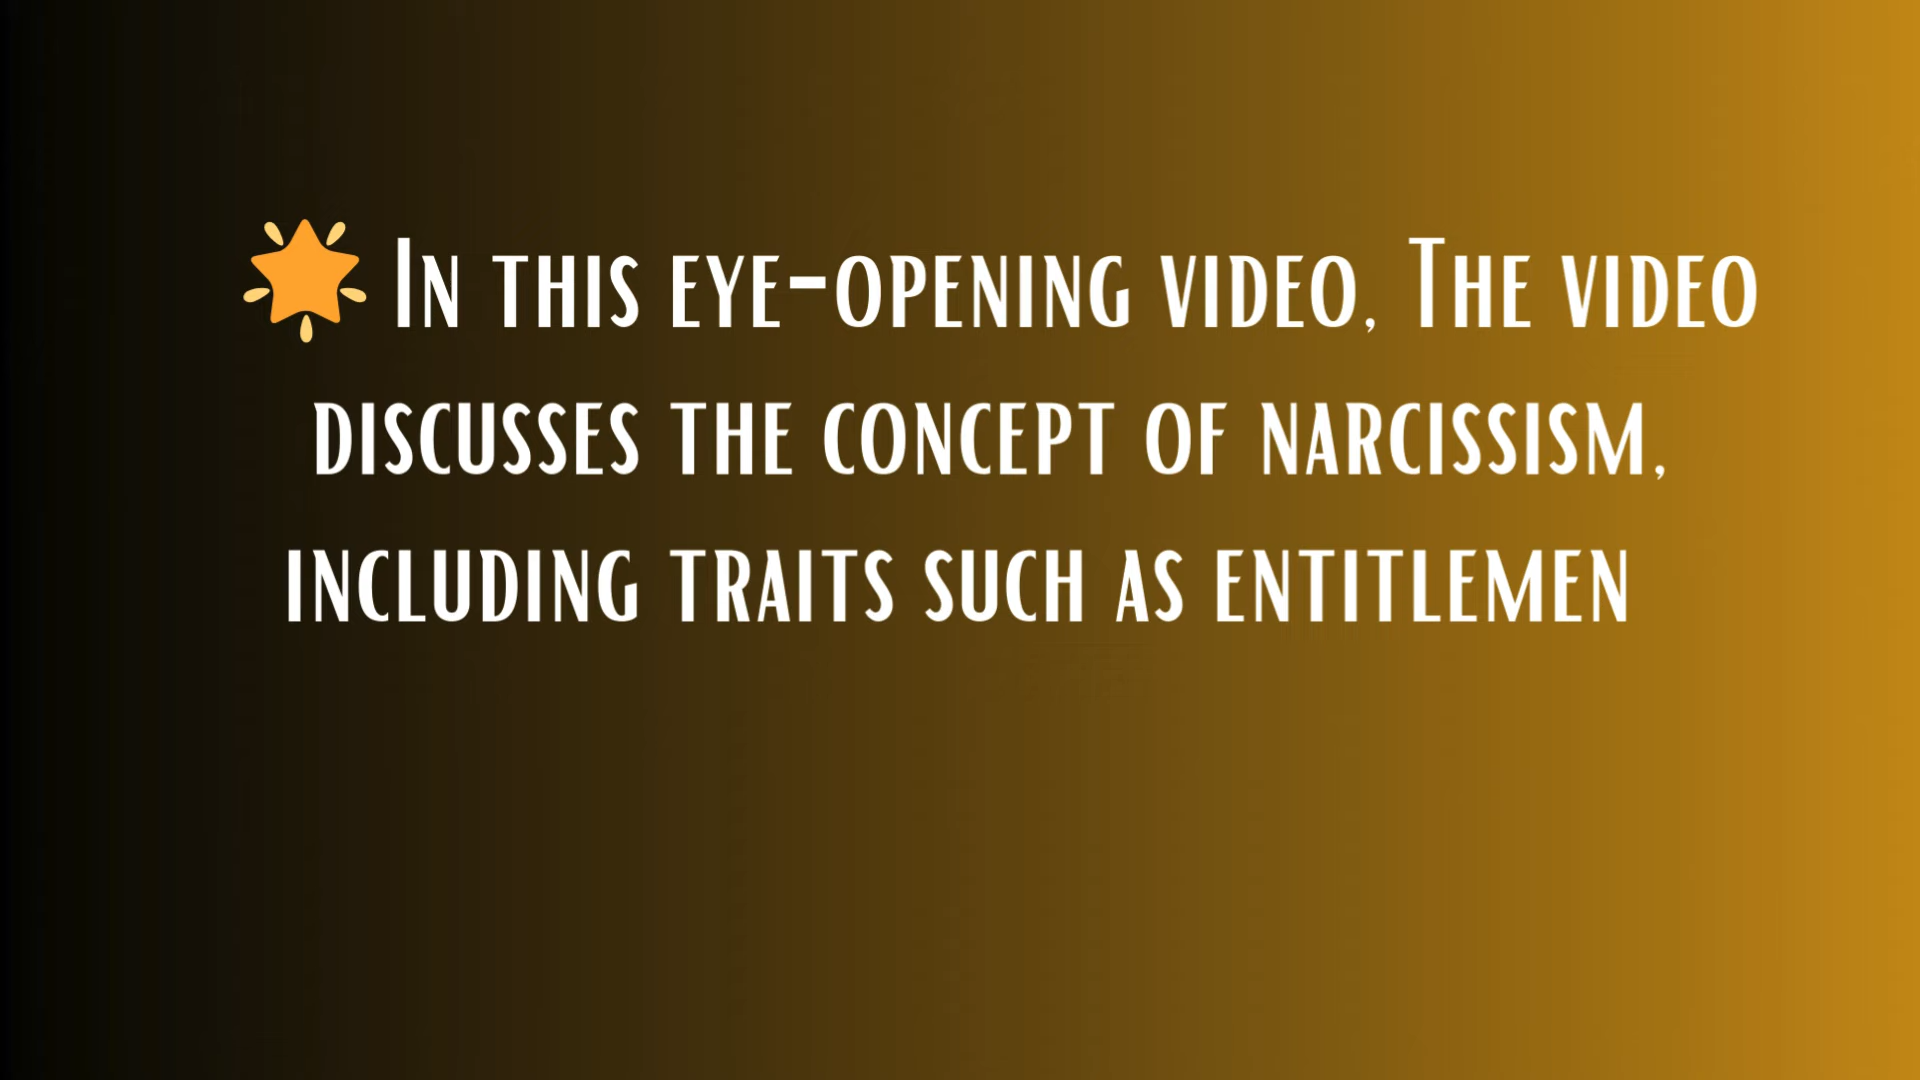 🌟 In this eye-opening video, The video
discusses the concept of narcissism,
including traits such as entitlemen